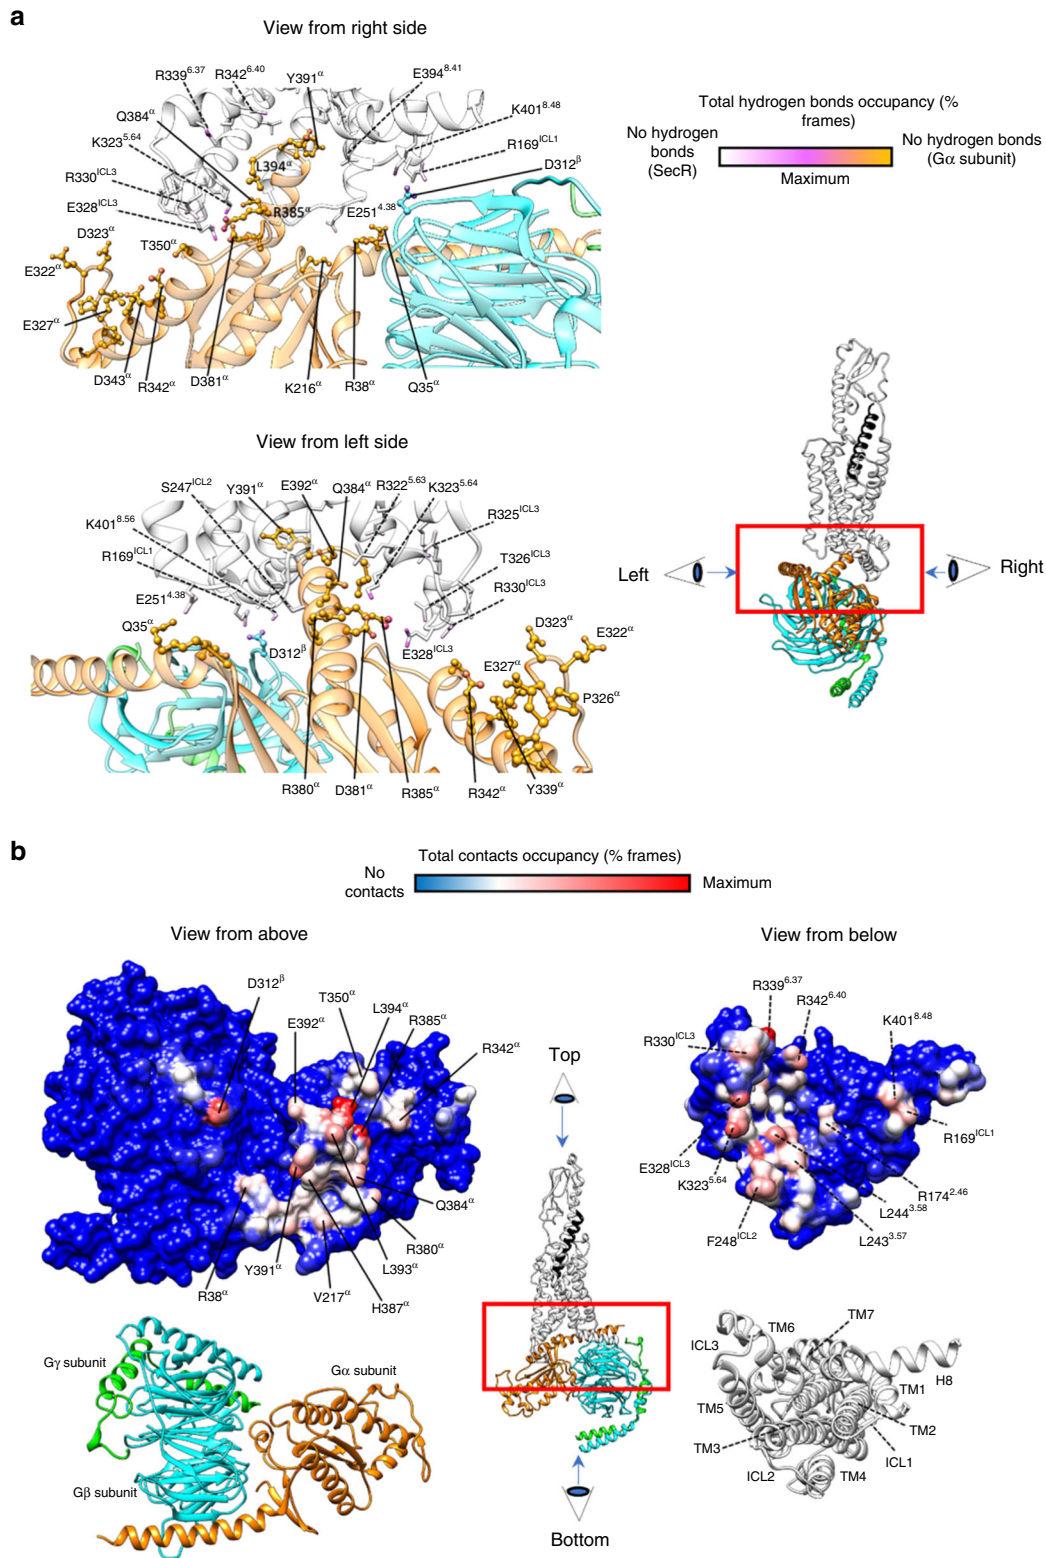 a
View from right side
R339^6.37
R342^6.40
Y391^α
E394^8.41
Q384^α
K401^8.48
K323^5.64
L394^α
R169^ICL1
R330^ICL3
D312^β
E328^ICL3
R385^α
E251^4.38
D323^α
T350^α
E322^α
E327^α
D343^α
R342^α
D381^α
K216^α
R38^α
Q35^α
Total hydrogen bonds occupancy (%
frames)
No hydrogen
bonds
(SecR)
No hydrogen bonds
(Gα subunit)
Maximum
View from left side
S247^ICL2
Y391^α
E392^α
Q384^α
R322^5.63
K323^5.64
K401^8.56
R325^ICL3
R169^ICL1
T326^ICL3
E251^4.38
R330^ICL3
Q35^α
D312^β
E328^ICL3
D323^α
E322^α
E327^α
P326^α
R380^α
D381^α
R385^α
R342^α
Y339^α
Left
Right
b
Total contacts occupancy (% frames)
No
contacts
Maximum
View from above
D312^β
T350^α
L394^α
E392^α
R385^α
R342^α
Q384^α
R380^α
L393^α
Y391^α
R38^α
V217^α
H387^α
Gγ subunit
Gα subunit
Gβ subunit
Top
Bottom
View from below
R339^6.37
R342^6.40
K401^8.48
R330^ICL3
R169^ICL1
E328^ICL3
K323^5.64
R174^2.46
L244^3.58
F248^ICL2
L243^3.57
TM7
TM6
ICL3
H8
TM1
TM5
TM2
TM3
ICL1
ICL2
TM4